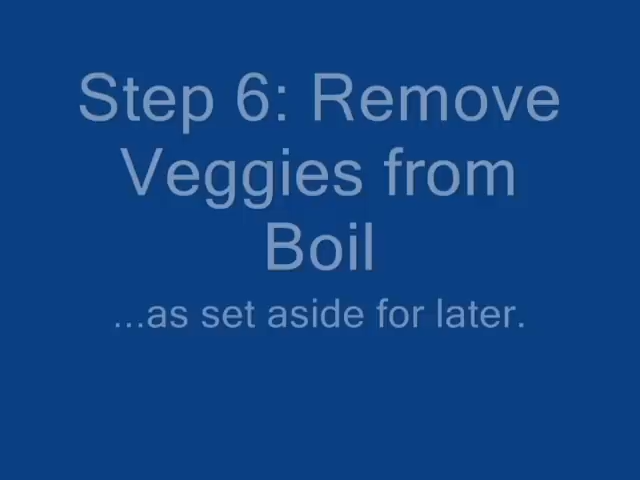 Step 6: Remove
Veggies from
Boil
...as set aside for later.